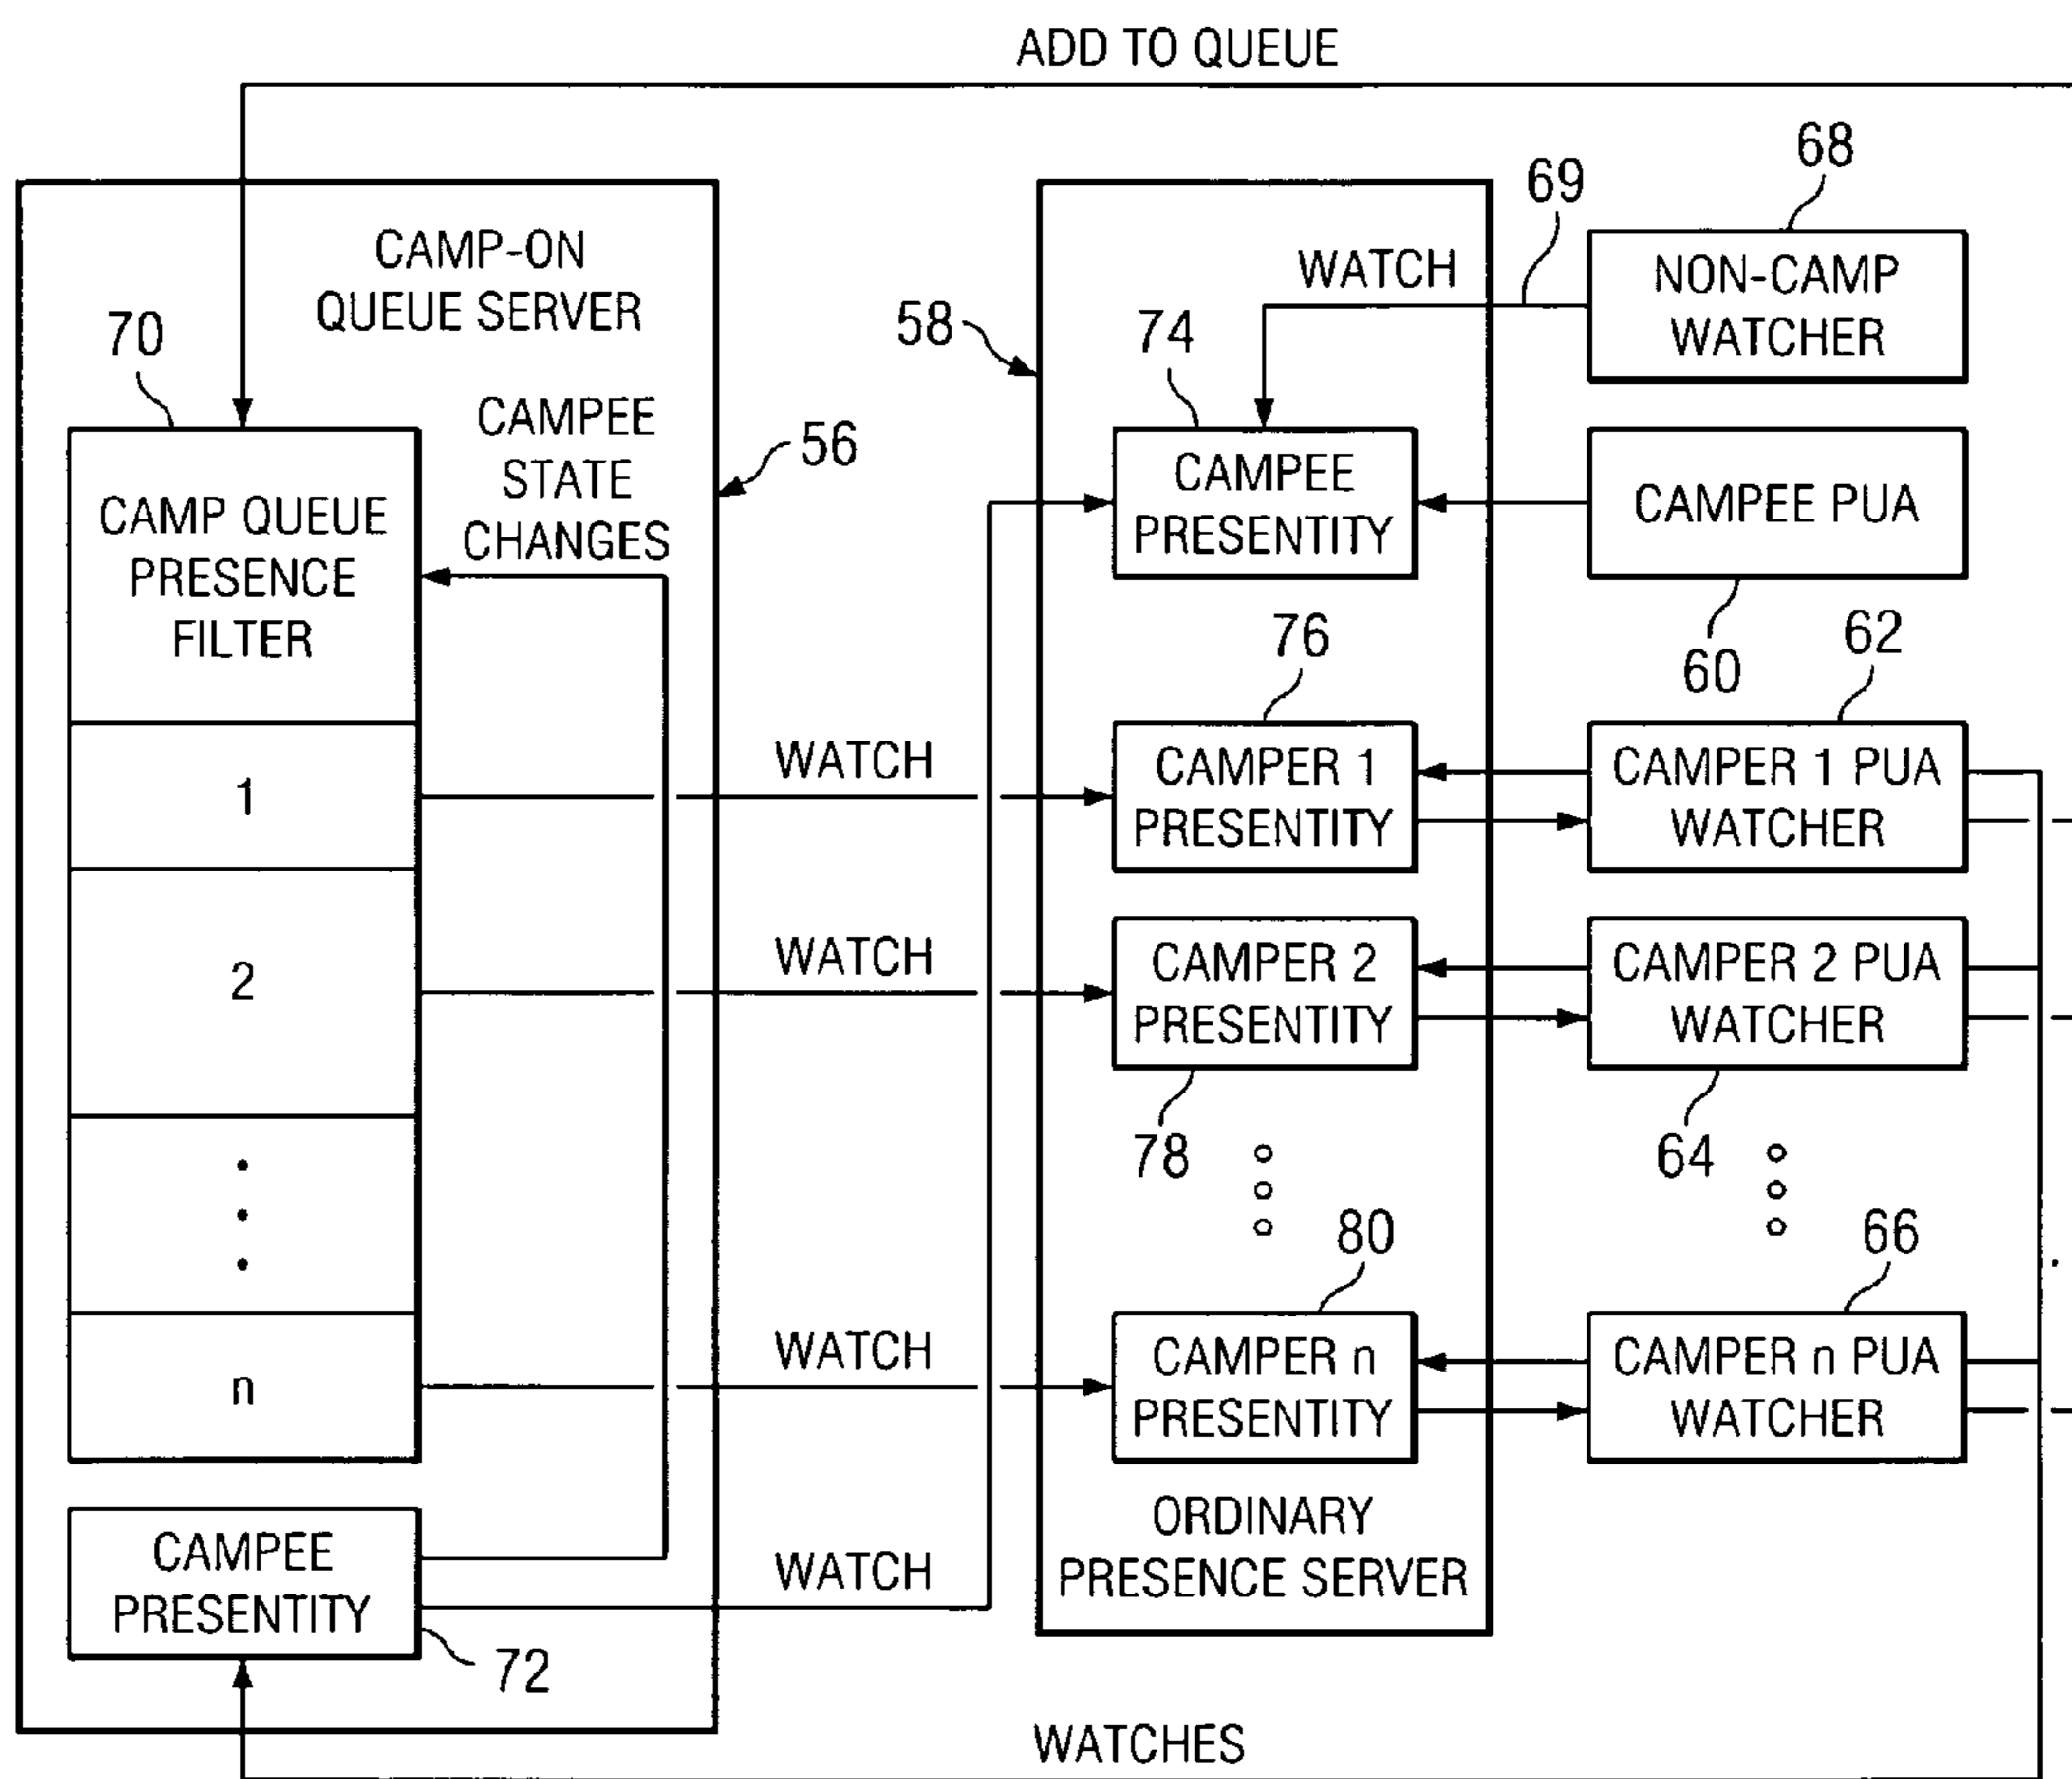 ADD TO QUEUE
CAMP-ON
QUEUE SERVER
70
CAMPEE
STATE
CHANGES
56
CAMP QUEUE
PRESENCE
FILTER
1
2
n
CAMPEE
PRESENTITY
72
WATCH
WATCH
WATCH
WATCH
58
WATCH
69
68
NON-CAMP
WATCHER
74
CAMPEE
PRESENTITY
CAMPEE PUA
60
76
62
CAMPER 1
PRESENTITY
CAMPER 1 PUA
WATCHER
CAMPER 2
PRESENTITY
CAMPER 2 PUA
WATCHER
78
64
80
66
CAMPER n
PRESENTITY
CAMPER n PUA
WATCHER
ORDINARY
PRESENCE SERVER
WATCHES